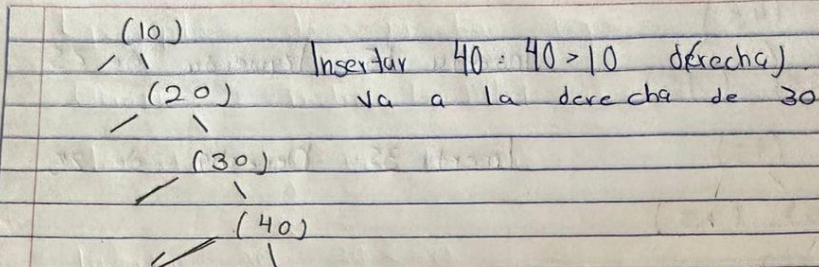 (10)
Insertar 40: 40>10 derecha)
(20) va a la derecha de 30
(30)
(40)